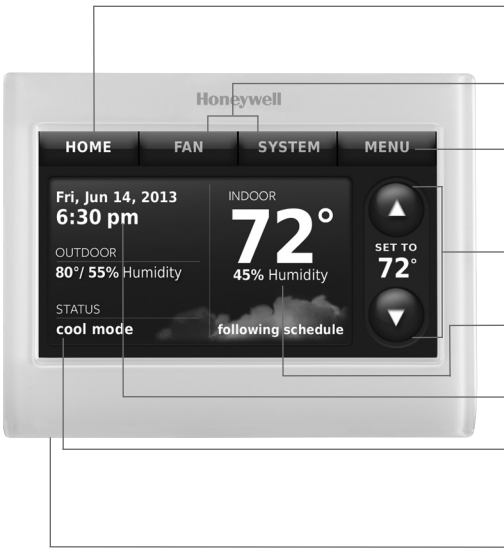 Honeywell
HOME FAN SYSTEM MENU
Fri, Jun 14, 2013
6:30 pm
OUTDOOR
80°/ 55% Humidity
STATUS
cool mode
INDOOR
72°
45% Humidity
following schedule
SET TO
72°